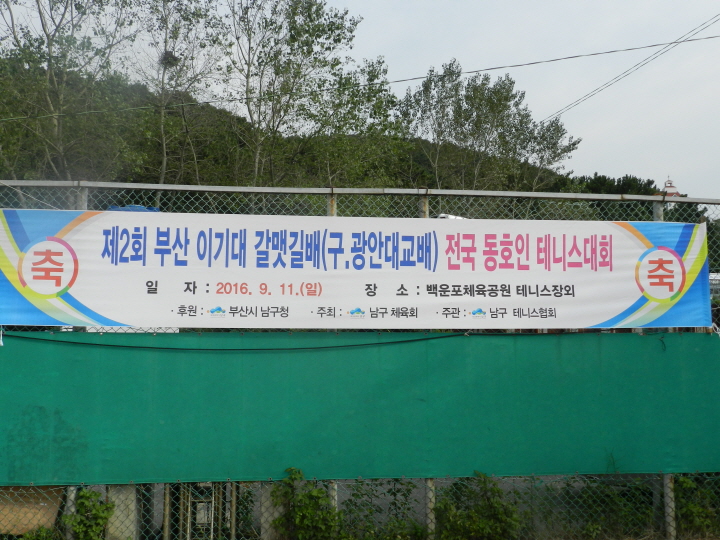 축
제2회 부산 이기대 갈맷길배(구.광안대교배) 전국 동호인 테니스대회
축
일 자 : 2016. 9. 11.(일) 장 소 : 백운포체육공원 테니스장외
· 후원 : 부산시 남구청 · 주최 : 남구 체육회 · 주관 : 남구 테니스협회